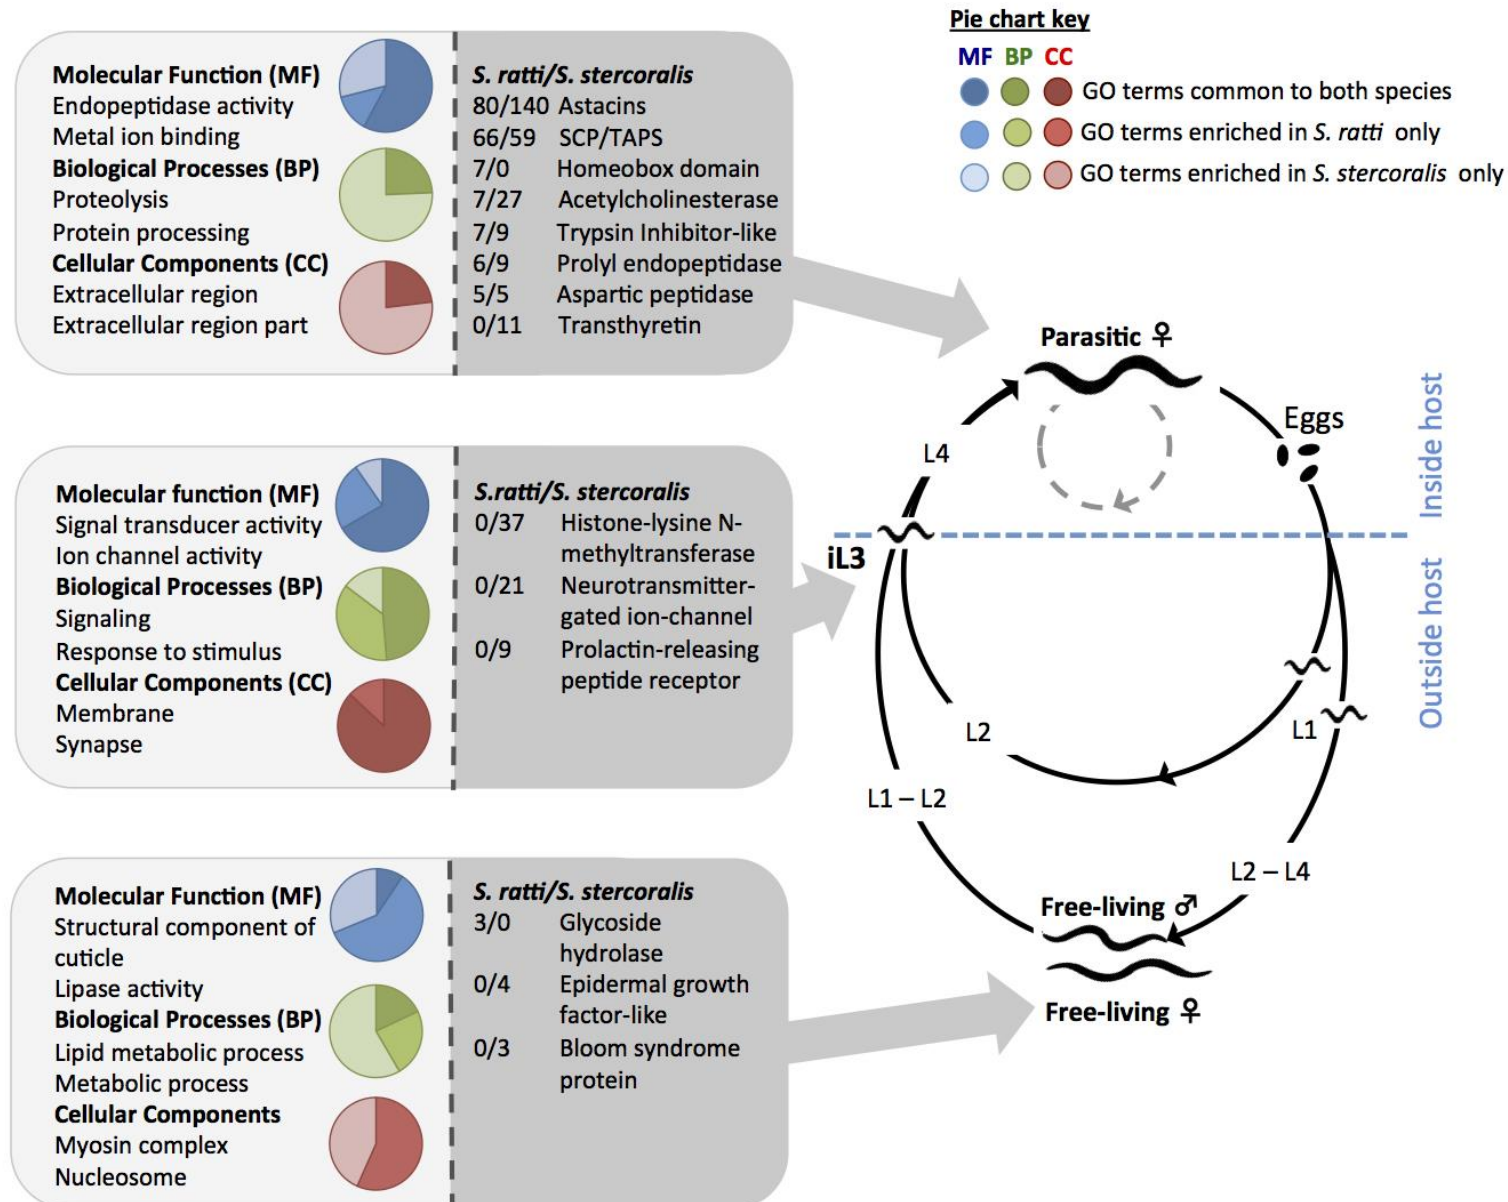 Pie chart key
MF BP CC
GO terms common to both species
GO terms enriched in S. ratti only
GO terms enriched in S. stercoralis only
Molecular Function (MF)
Endopeptidase activity
Metal ion binding
Biological Processes (BP)
Proteolysis
Protein processing
Cellular Components (CC)
Extracellular region
Extracellular region part
S. ratti/S. stercoralis
80/140 Astacins
66/59 SCP/TAPS
7/0 Homeobox domain
7/27 Acetylcholinesterase
7/9 Trypsin Inhibitor-like
6/9 Prolyl endopeptidase
5/5 Aspartic peptidase
0/11 Transthyretin
Molecular function (MF)
Signal transducer activity
Ion channel activity
Biological Processes (BP)
Signaling
Response to stimulus
Cellular Components (CC)
Membrane
Synapse
S.ratti/S. stercoralis
0/37 Histone-lysine N-
methyltransferase
0/21 Neurotransmitter-
gated ion-channel
0/9 Prolactin-releasing
peptide receptor
Molecular Function (MF)
Structural component of
cuticle
Lipase activity
Biological Processes (BP)
Lipid metabolic process
Metabolic process
Cellular Components
Myosin complex
Nucleosome
S. ratti/S. stercoralis
3/0 Glycoside
hydrolase
0/4 Epidermal growth
factor-like
0/3 Bloom syndrome
protein
Parasitic ♀
Eggs
L4
iL3
Inside host
Outside host
L2
L1
L1 – L2
L2 – L4
Free-living ♂
Free-living ♀